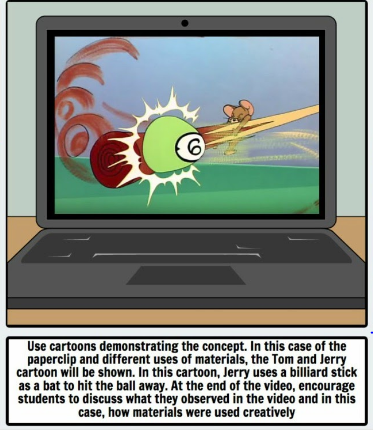 6
Use cartoons demonstrating the concept. In this case of the
paperclip and different uses of materials, the Tom and Jerry
cartoon will be shown. In this cartoon, Jerry uses a billiard stick
as a bat to hit the ball away. At the end of the video, encourage
students to discuss what they observed in the video and in this
case, how materials were used creatively